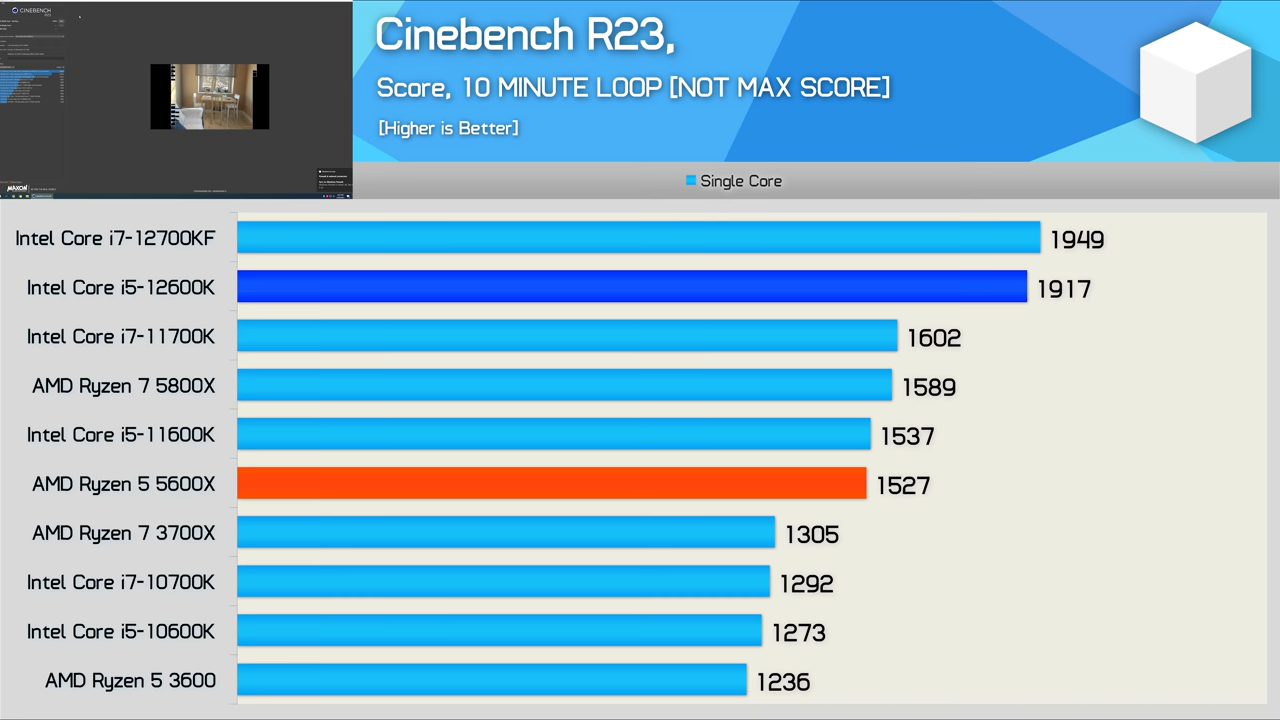 CINEBENCH
R23
MAXON
Cinebench R23,
Score, 10 MINUTE LOOP [NOT MAX SCORE]
[Higher is Better]
Single Core
Intel Core i7-12700KF 1949
Intel Core i5-12600K 1917
Intel Core i7-11700K 1602
AMD Ryzen 7 5800X 1589
Intel Core i5-11600K 1537
AMD Ryzen 5 5600X 1527
AMD Ryzen 7 3700X 1305
Intel Core i7-10700K 1292
Intel Core i5-10600K 1273
AMD Ryzen 5 3600 1236